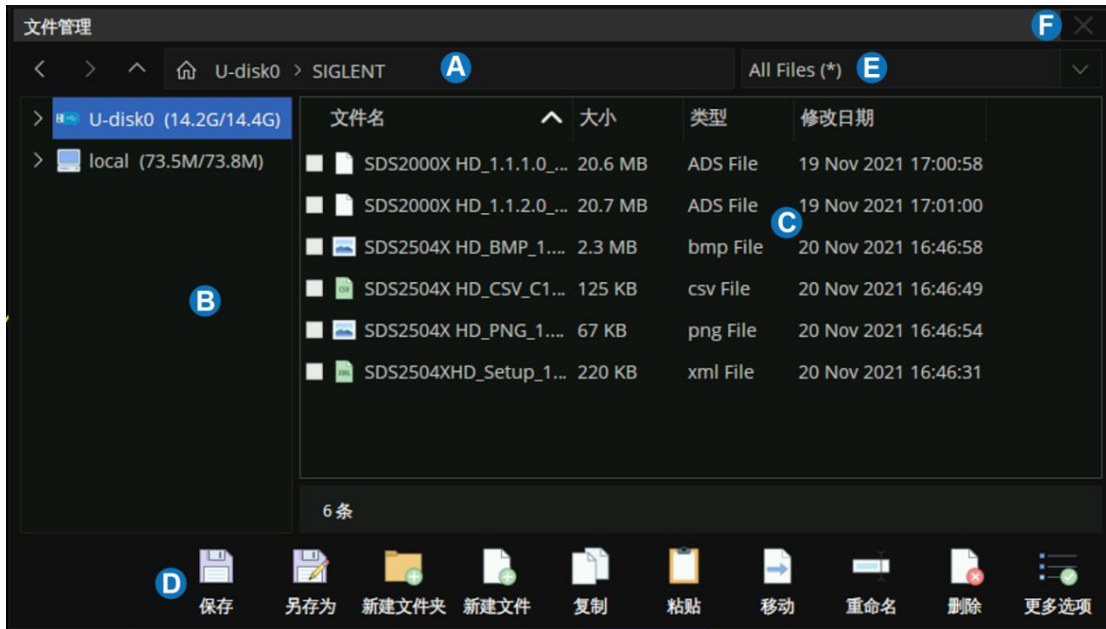 文件管理 F
U-disk0 > SIGLENT A All Files (*) E
U-disk0 (14.2G/14.4G) 文件名 大小 类型 修改日期
local (73.5M/73.8M) SDS2000X HD_1.1.1.0_... 20.6 MB ADS File 19 Nov 2021 17:00:58
SDS2000X HD_1.1.2.0_... 20.7 MB ADS File 19 Nov 2021 17:01:00
C
SDS2504X HD_BMP_1.... 2.3 MB bmp File 20 Nov 2021 16:46:58
B SDS2504X HD_CSV_C1... 125 KB csv File 20 Nov 2021 16:46:49
SDS2504X HD_PNG_1.... 67 KB png File 20 Nov 2021 16:46:54
SDS2504XHD_Setup_1... 220 KB xml File 20 Nov 2021 16:46:31
6 条
D
保存 另存为 新建文件夹 新建文件 复制 粘贴 移动 重命名 删除 更多选项